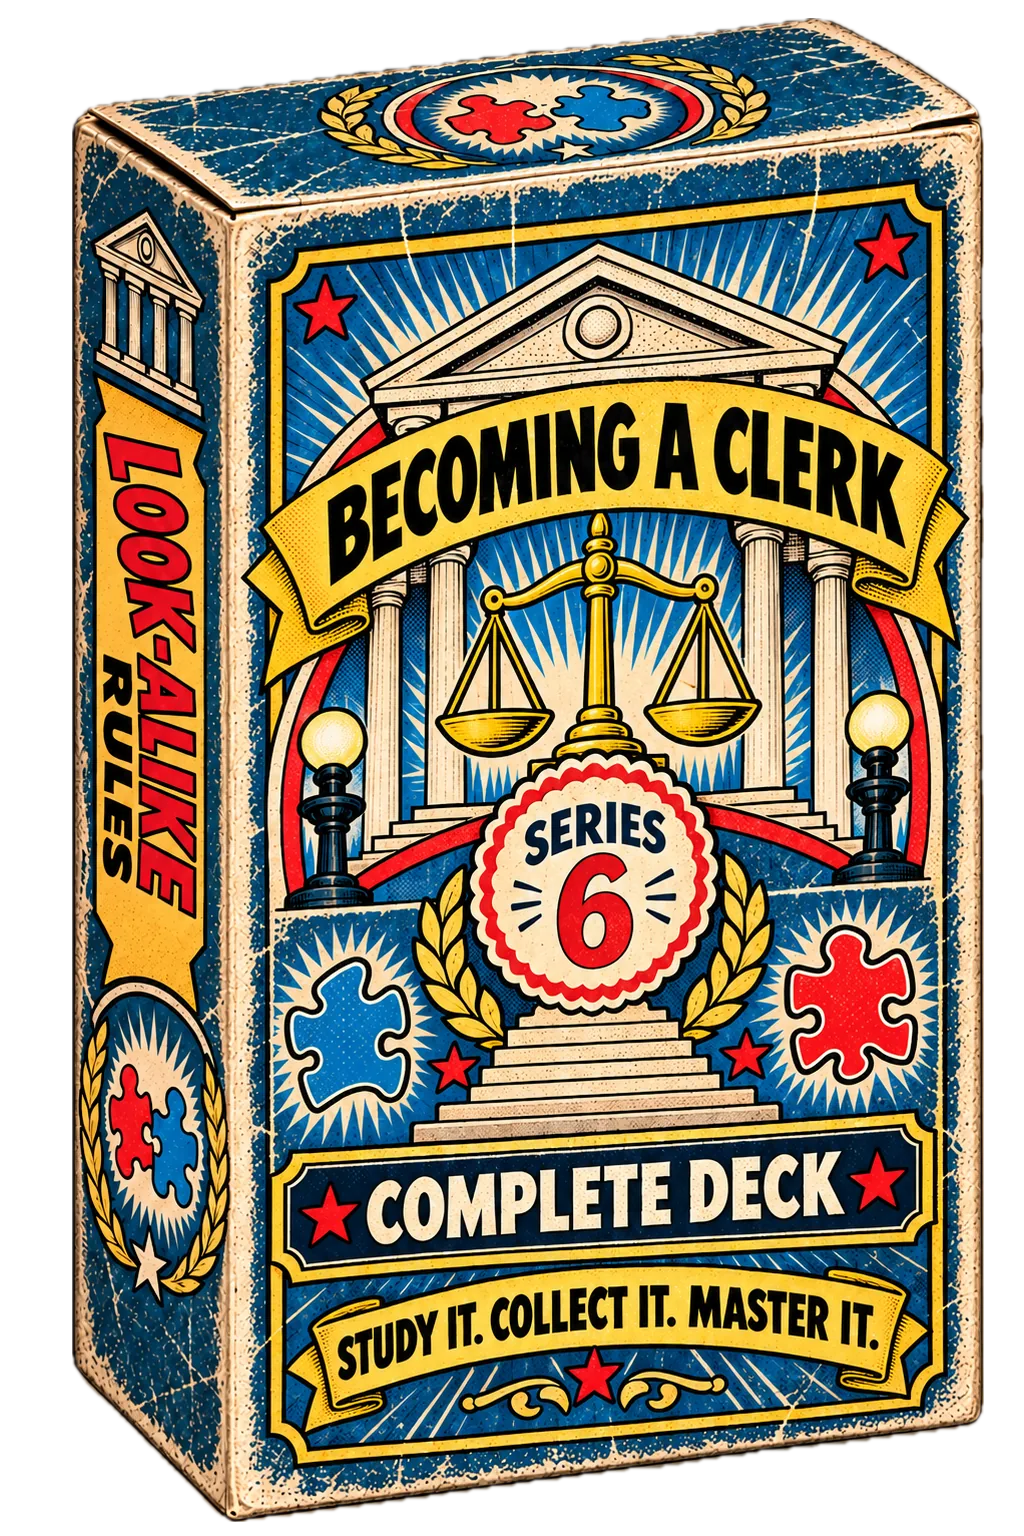 BECOMING A CLERK
SERIES
6
COMPLETE DECK
STUDY IT. COLLECT IT. MASTER IT.
LOOK-ALIKE
RULES